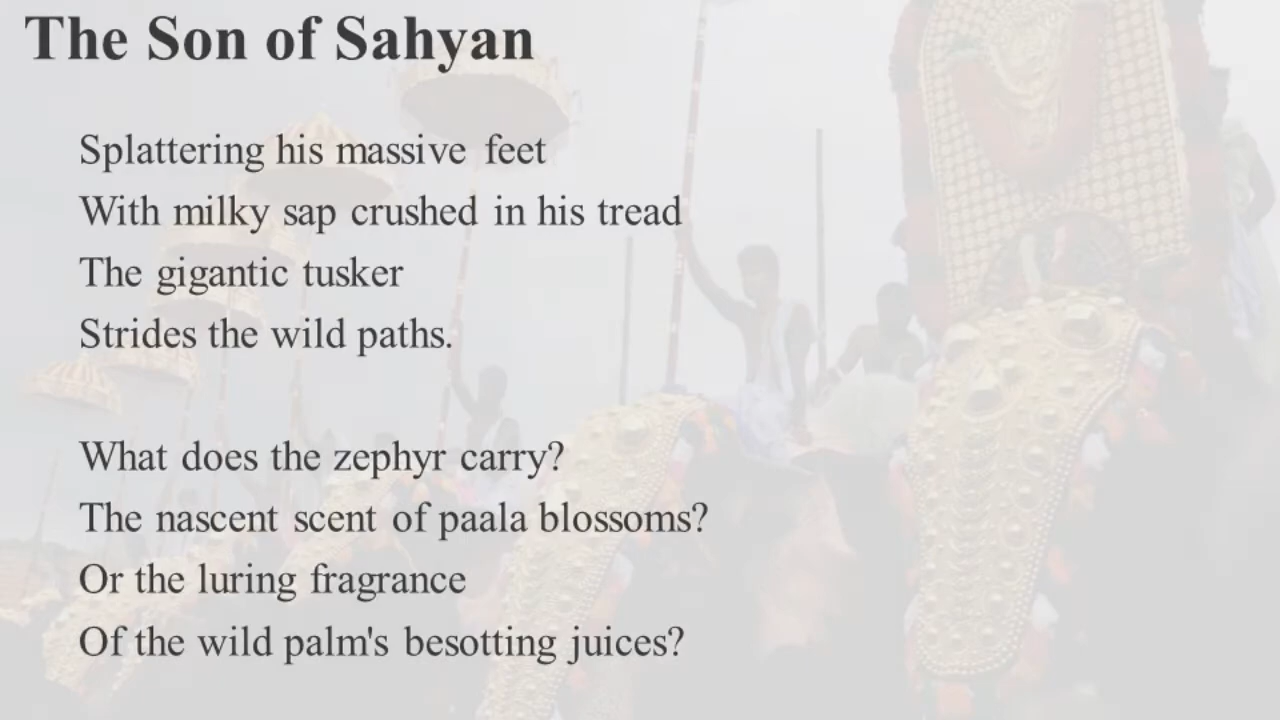 The Son of Sahyan
Splattering his massive feet
With milky sap crushed in his tread
The gigantic tusker
Strides the wild paths.
What does the zephyr carry?
The nascent scent of paala blossoms?
Or the luring fragrance
Of the wild palm's besotting juices?